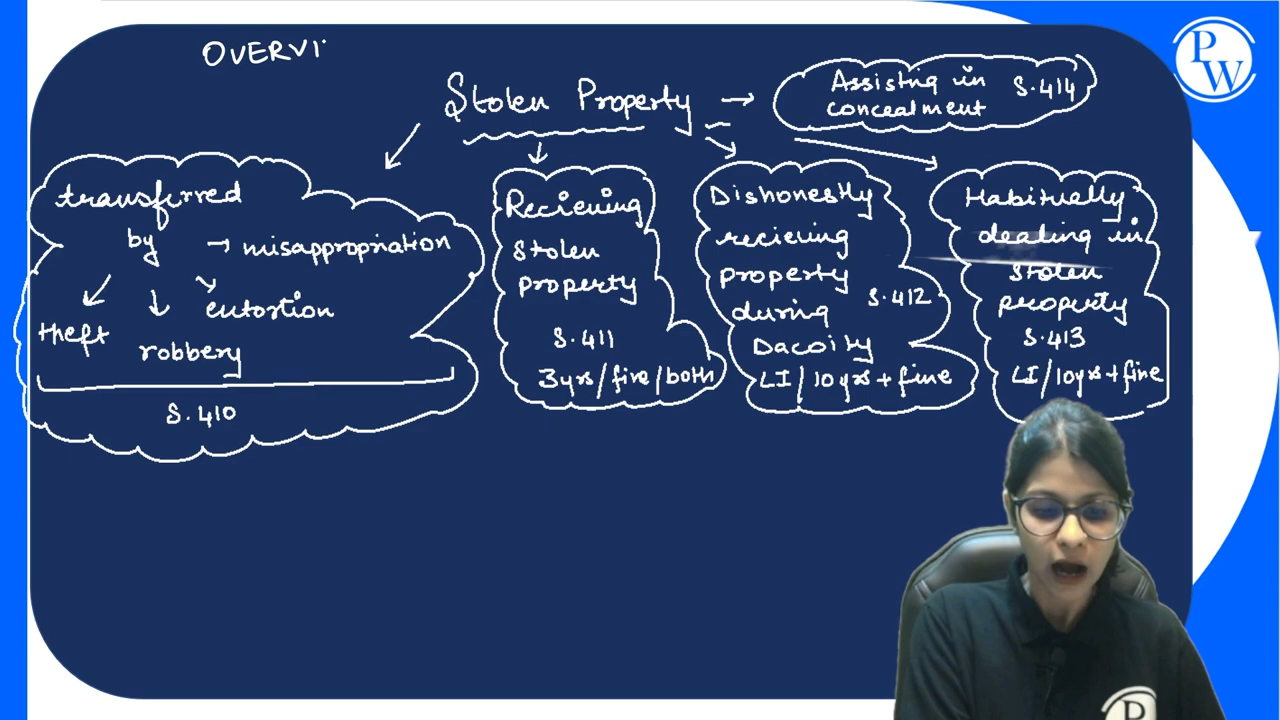 OVERVI
Stolen Property →
Assisting in S.414
concealment
transferred
by → misappropriation
theft
robbery
extortion
S.410
Recieving
Stolen
property
S.411
3yrs/fine/both
Dishonestly
recieving
property
S.412
during
Dacoity
LI/10yrs+fine
Habitually
dealing in
stolen
property
S.413
LI/10yrs+fine
PW
PW